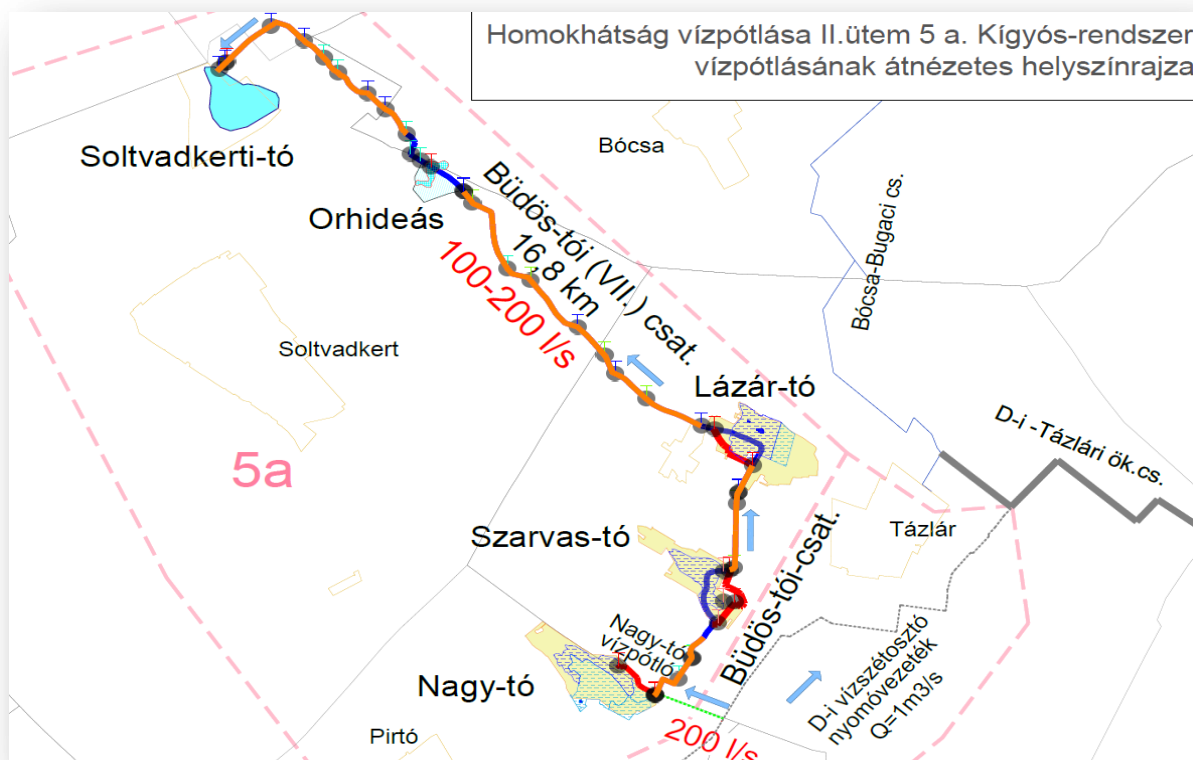 Homokhátság vízpótlása II.ütem 5 a. Kígyós-rendszer
vízpótlásának átnézetes helyszínrajza
Soltvadkerti-tó
Bócsa
Orhideás
Büdös-tói (VII.) csat.
16,8 km
100-200 l/s
Bócsa-Bugaci cs.
Soltvadkert
Lázár-tó
5a
D-i -Tázlári ök.cs.
Szarvas-tó
Tázlár
Büdös-tói-csat.
Nagy-tó
vízpótló
Nagy-tó
D-i vízszétosztó
nyomóvezeték
Q=1m3/s
Pirtó
200 l/s